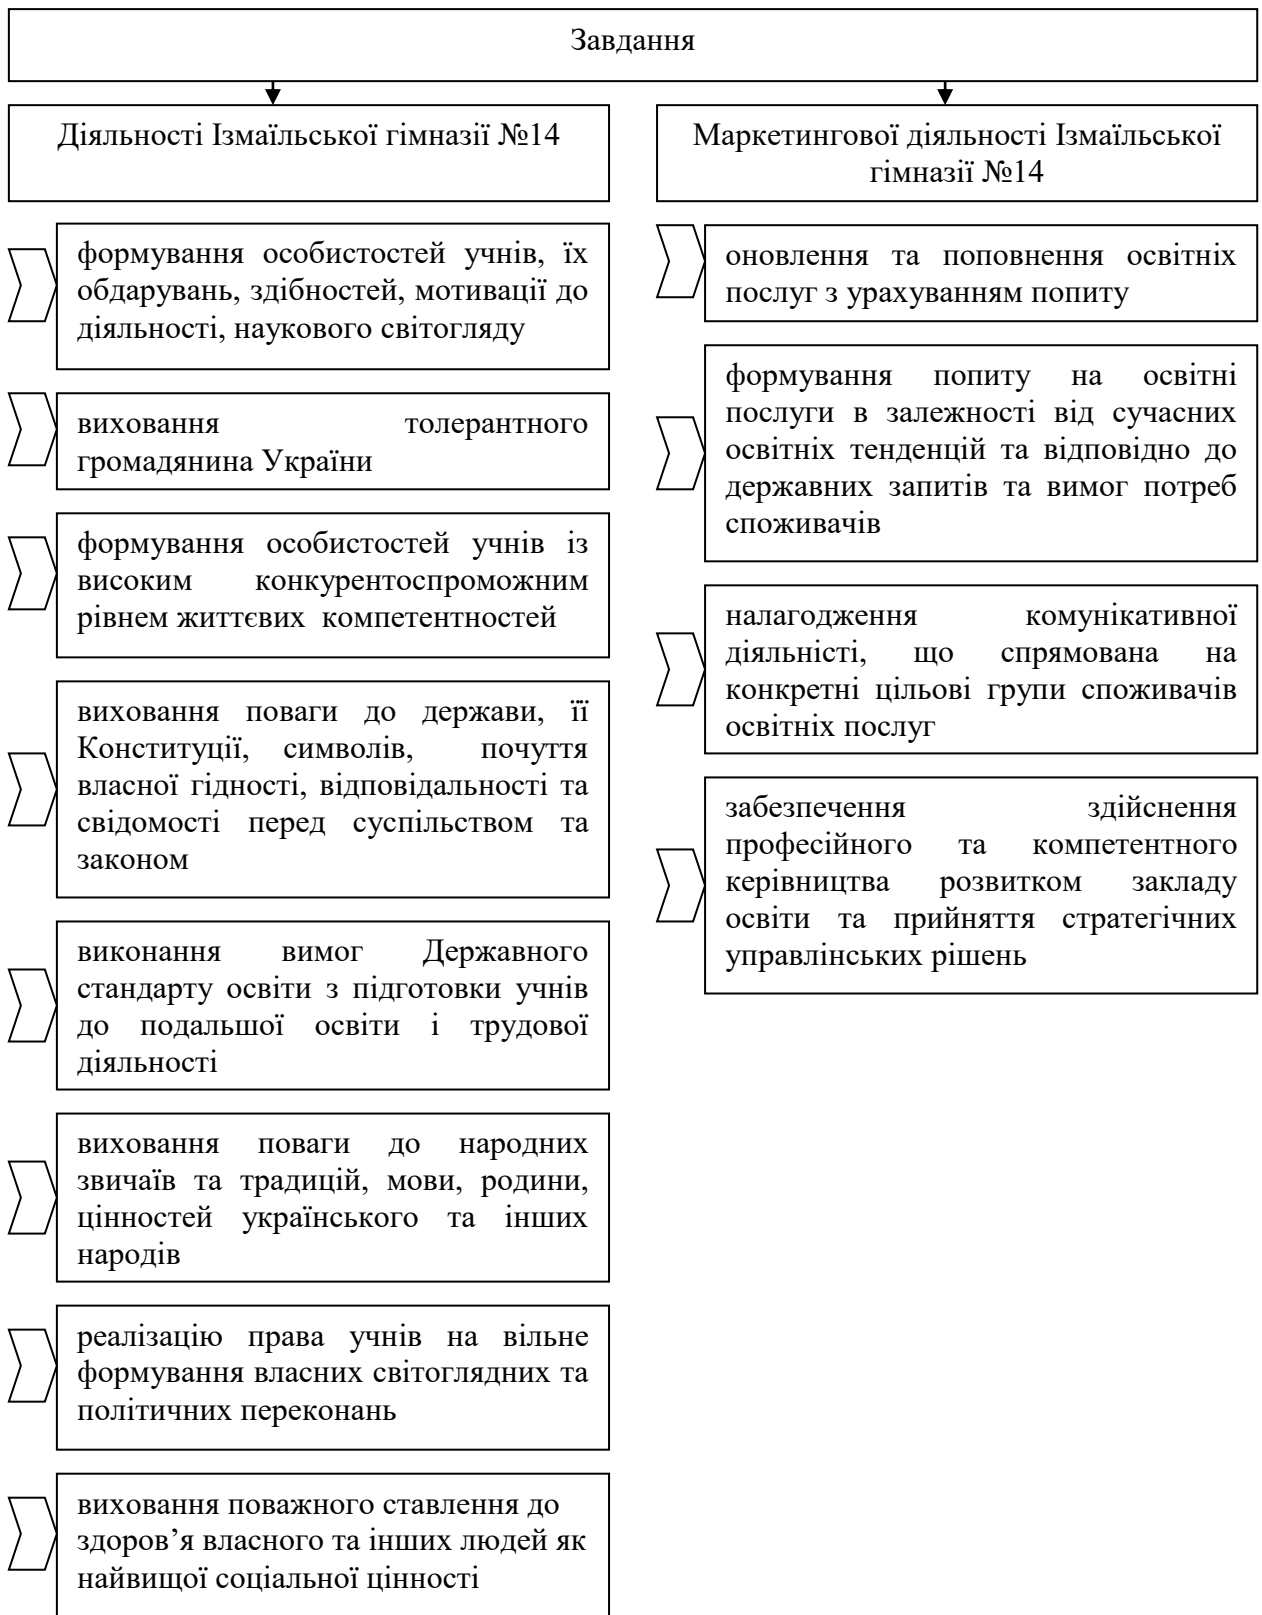 Завдання
Діяльності Ізмаїльської гімназії №14
формування особистостей учнів, їх
обдарувань, здібностей, мотивації до
діяльності, наукового світогляду
виховання толерантного
громадянина України
формування особистостей учнів із
високим конкурентоспроможним
рівнем життєвих компетентностей
виховання поваги до держави, її
Конституції, символів, почуття
власної гідності, відповідальності та
свідомості перед суспільством та
законом
виконання вимог Державного
стандарту освіти з підготовки учнів
до подальшої освіти і трудової
діяльності
виховання поваги до народних
звичаїв та традицій, мови, родини,
цінностей українського та інших
народів
реалізацію права учнів на вільне
формування власних світоглядних та
політичних переконань
виховання поважного ставлення до
здоров’я власного та інших людей як
найвищої соціальної цінності
Маркетингової діяльності Ізмаїльської
гімназії №14
оновлення та поповнення освітніх
послуг з урахуванням попиту
формування попиту на освітні
послуги в залежності від сучасних
освітніх тенденцій та відповідно до
державних запитів та вимог потреб
споживачів
налагодження комунікативної
діяльністі, що спрямована на
конкретні цільові групи споживачів
освітніх послуг
забезпечення здійснення
професійного та компетентного
керівництва розвитком закладу
освіти та прийняття стратегічних
управлінських рішень